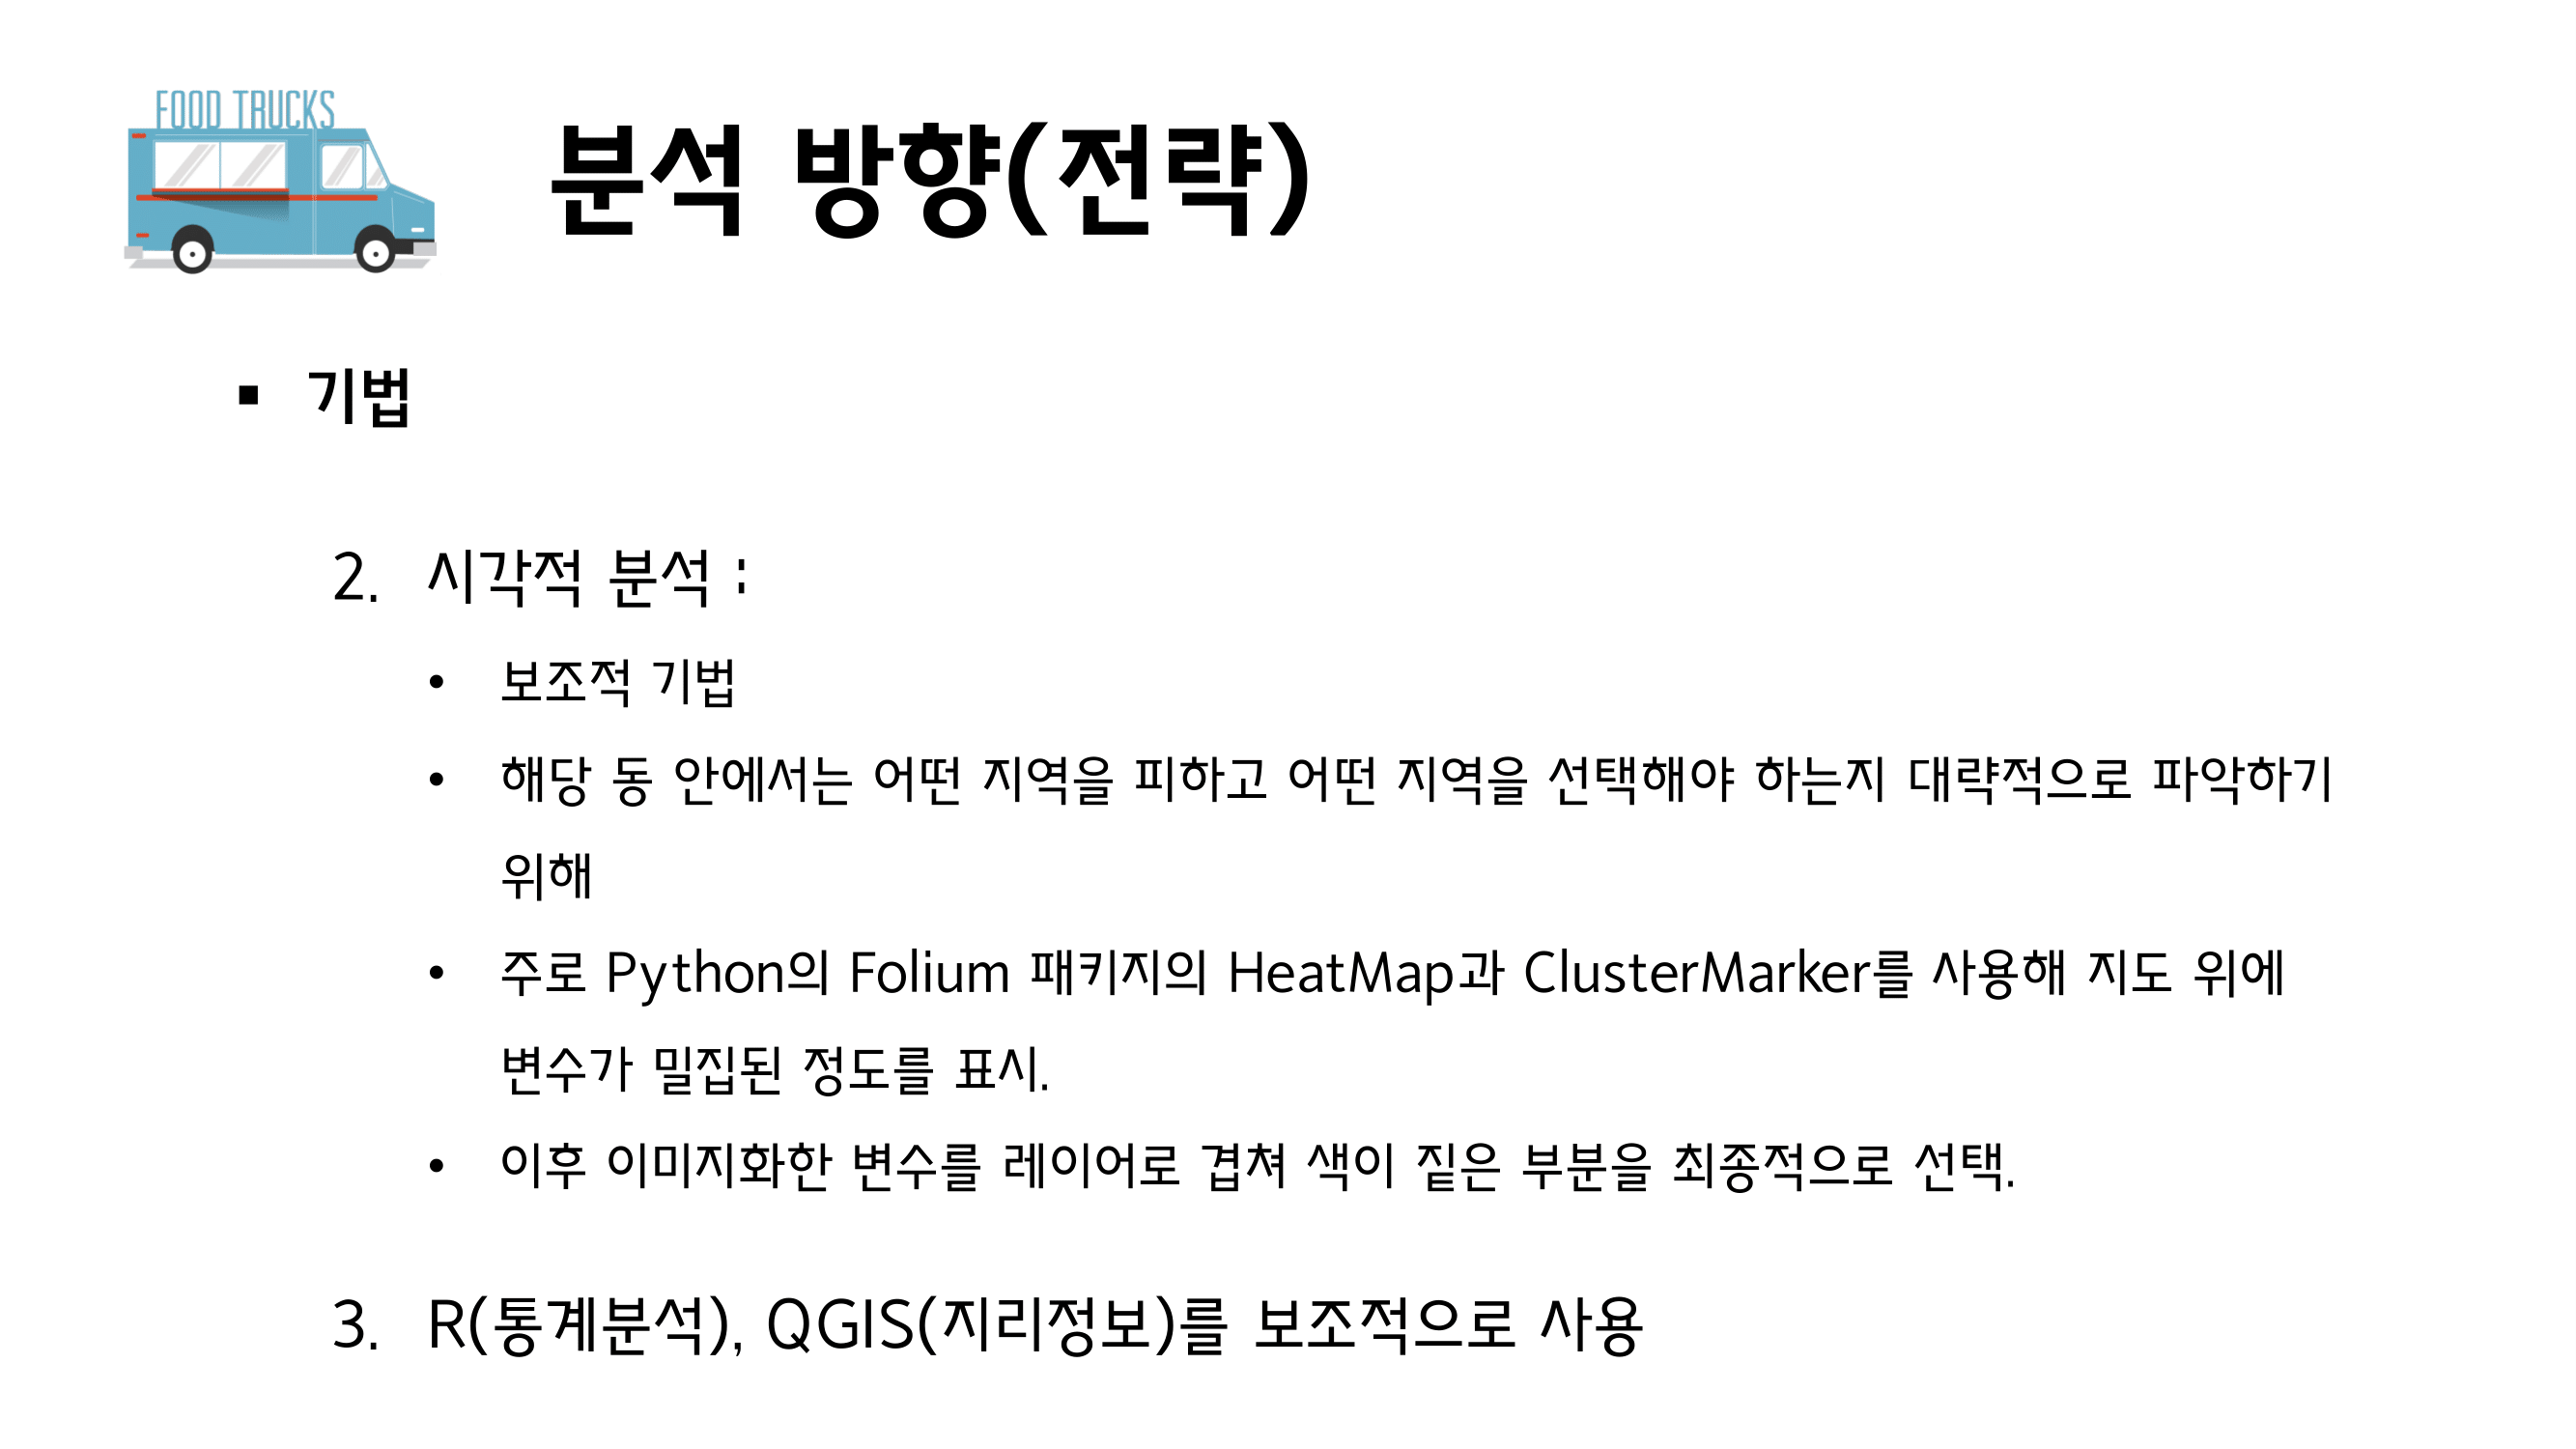 FOOD TRUCKS
분석 방향(전략)
▪ 기법
2. 시각적 분석 :
• 보조적 기법
• 해당 동 안에서는 어떤 지역을 피하고 어떤 지역을 선택해야 하는지 대략적으로 파악하기
위해
• 주로 Python의 Folium 패키지의 HeatMap과 ClusterMarker를 사용해 지도 위에
변수가 밀집된 정도를 표시.
• 이후 이미지화한 변수를 레이어로 겹쳐 색이 짙은 부분을 최종적으로 선택.
3. R(통계분석), QGIS(지리정보)를 보조적으로 사용